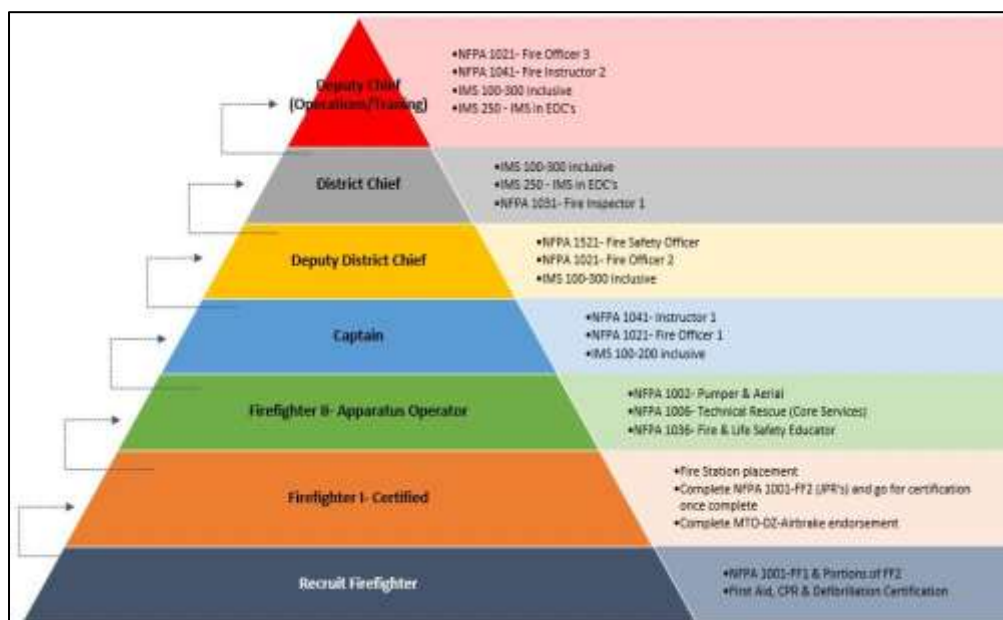 Deputy Chief
(Operations/Training)
•NFPA 1021- Fire Officer 3
•NFPA 1041- Fire Instructor 2
•IMS 100-300 inclusive
•IMS 250 - IMS in EOC's
District Chief
•IMS 100-300 inclusive
•IMS 250 - IMS in EOC's
•NFPA 1031- Fire Inspector 1
Deputy District Chief
•NFPA 1521- Fire Safety Officer
•NFPA 1021- Fire Officer 2
•IMS 100-300 inclusive
Captain
•NFPA 1041- Instructor 1
•NFPA 1021- Fire Officer 1
•IMS 100-200 inclusive
Firefighter II- Apparatus Operator
•NFPA 1002- Pumper & Aerial
•NFPA 1006- Technical Rescue (Core Services)
•NFPA 1036- Fire & Life Safety Educator
Firefighter I- Certified
•Fire Station placement
•Complete NFPA 1001-FF2 (JPR's) and go for certification
once complete
•Complete MTO-DZ-Airbrake endorsement
Recruit Firefighter
•NFPA 1001-FF1 & Portions of FF2
•First Aid, CPR & Defibrillation Certification